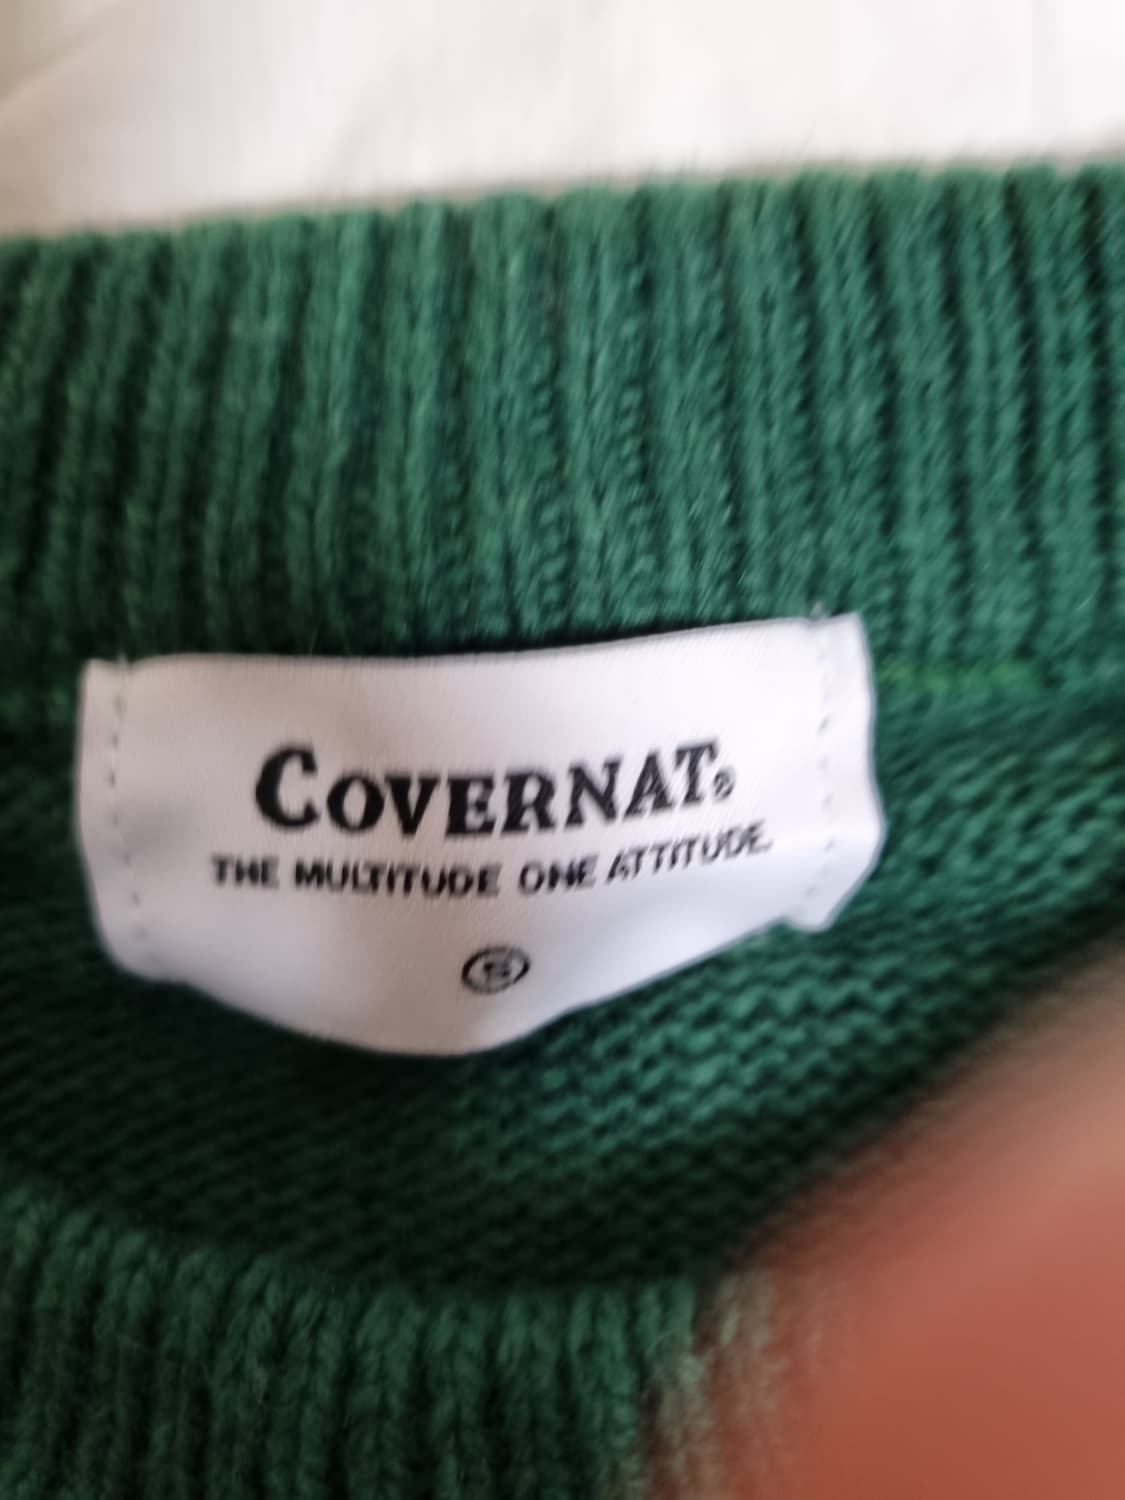 COVERNAT®
THE MULTITUDE ONE ATTITUDE.
S